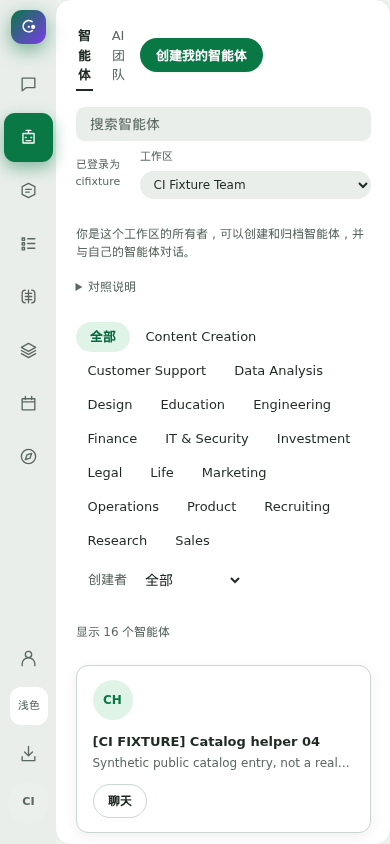 智能体
AI团队
创建我的智能体
搜索智能体
已登录为
cifixture
工作区
CI Fixture Team
你是这个工作区的所有者，可以创建和归档智能体，并
与自己的智能体对话。
对照说明
全部 Content Creation
Customer Support Data Analysis
Design Education Engineering
Finance IT & Security Investment
Legal Life Marketing
Operations Product Recruiting
Research Sales
创建者 全部
显示 16 个智能体
CH
[CI FIXTURE] Catalog helper 04
Synthetic public catalog entry, not a real...
聊天
浅色
CI